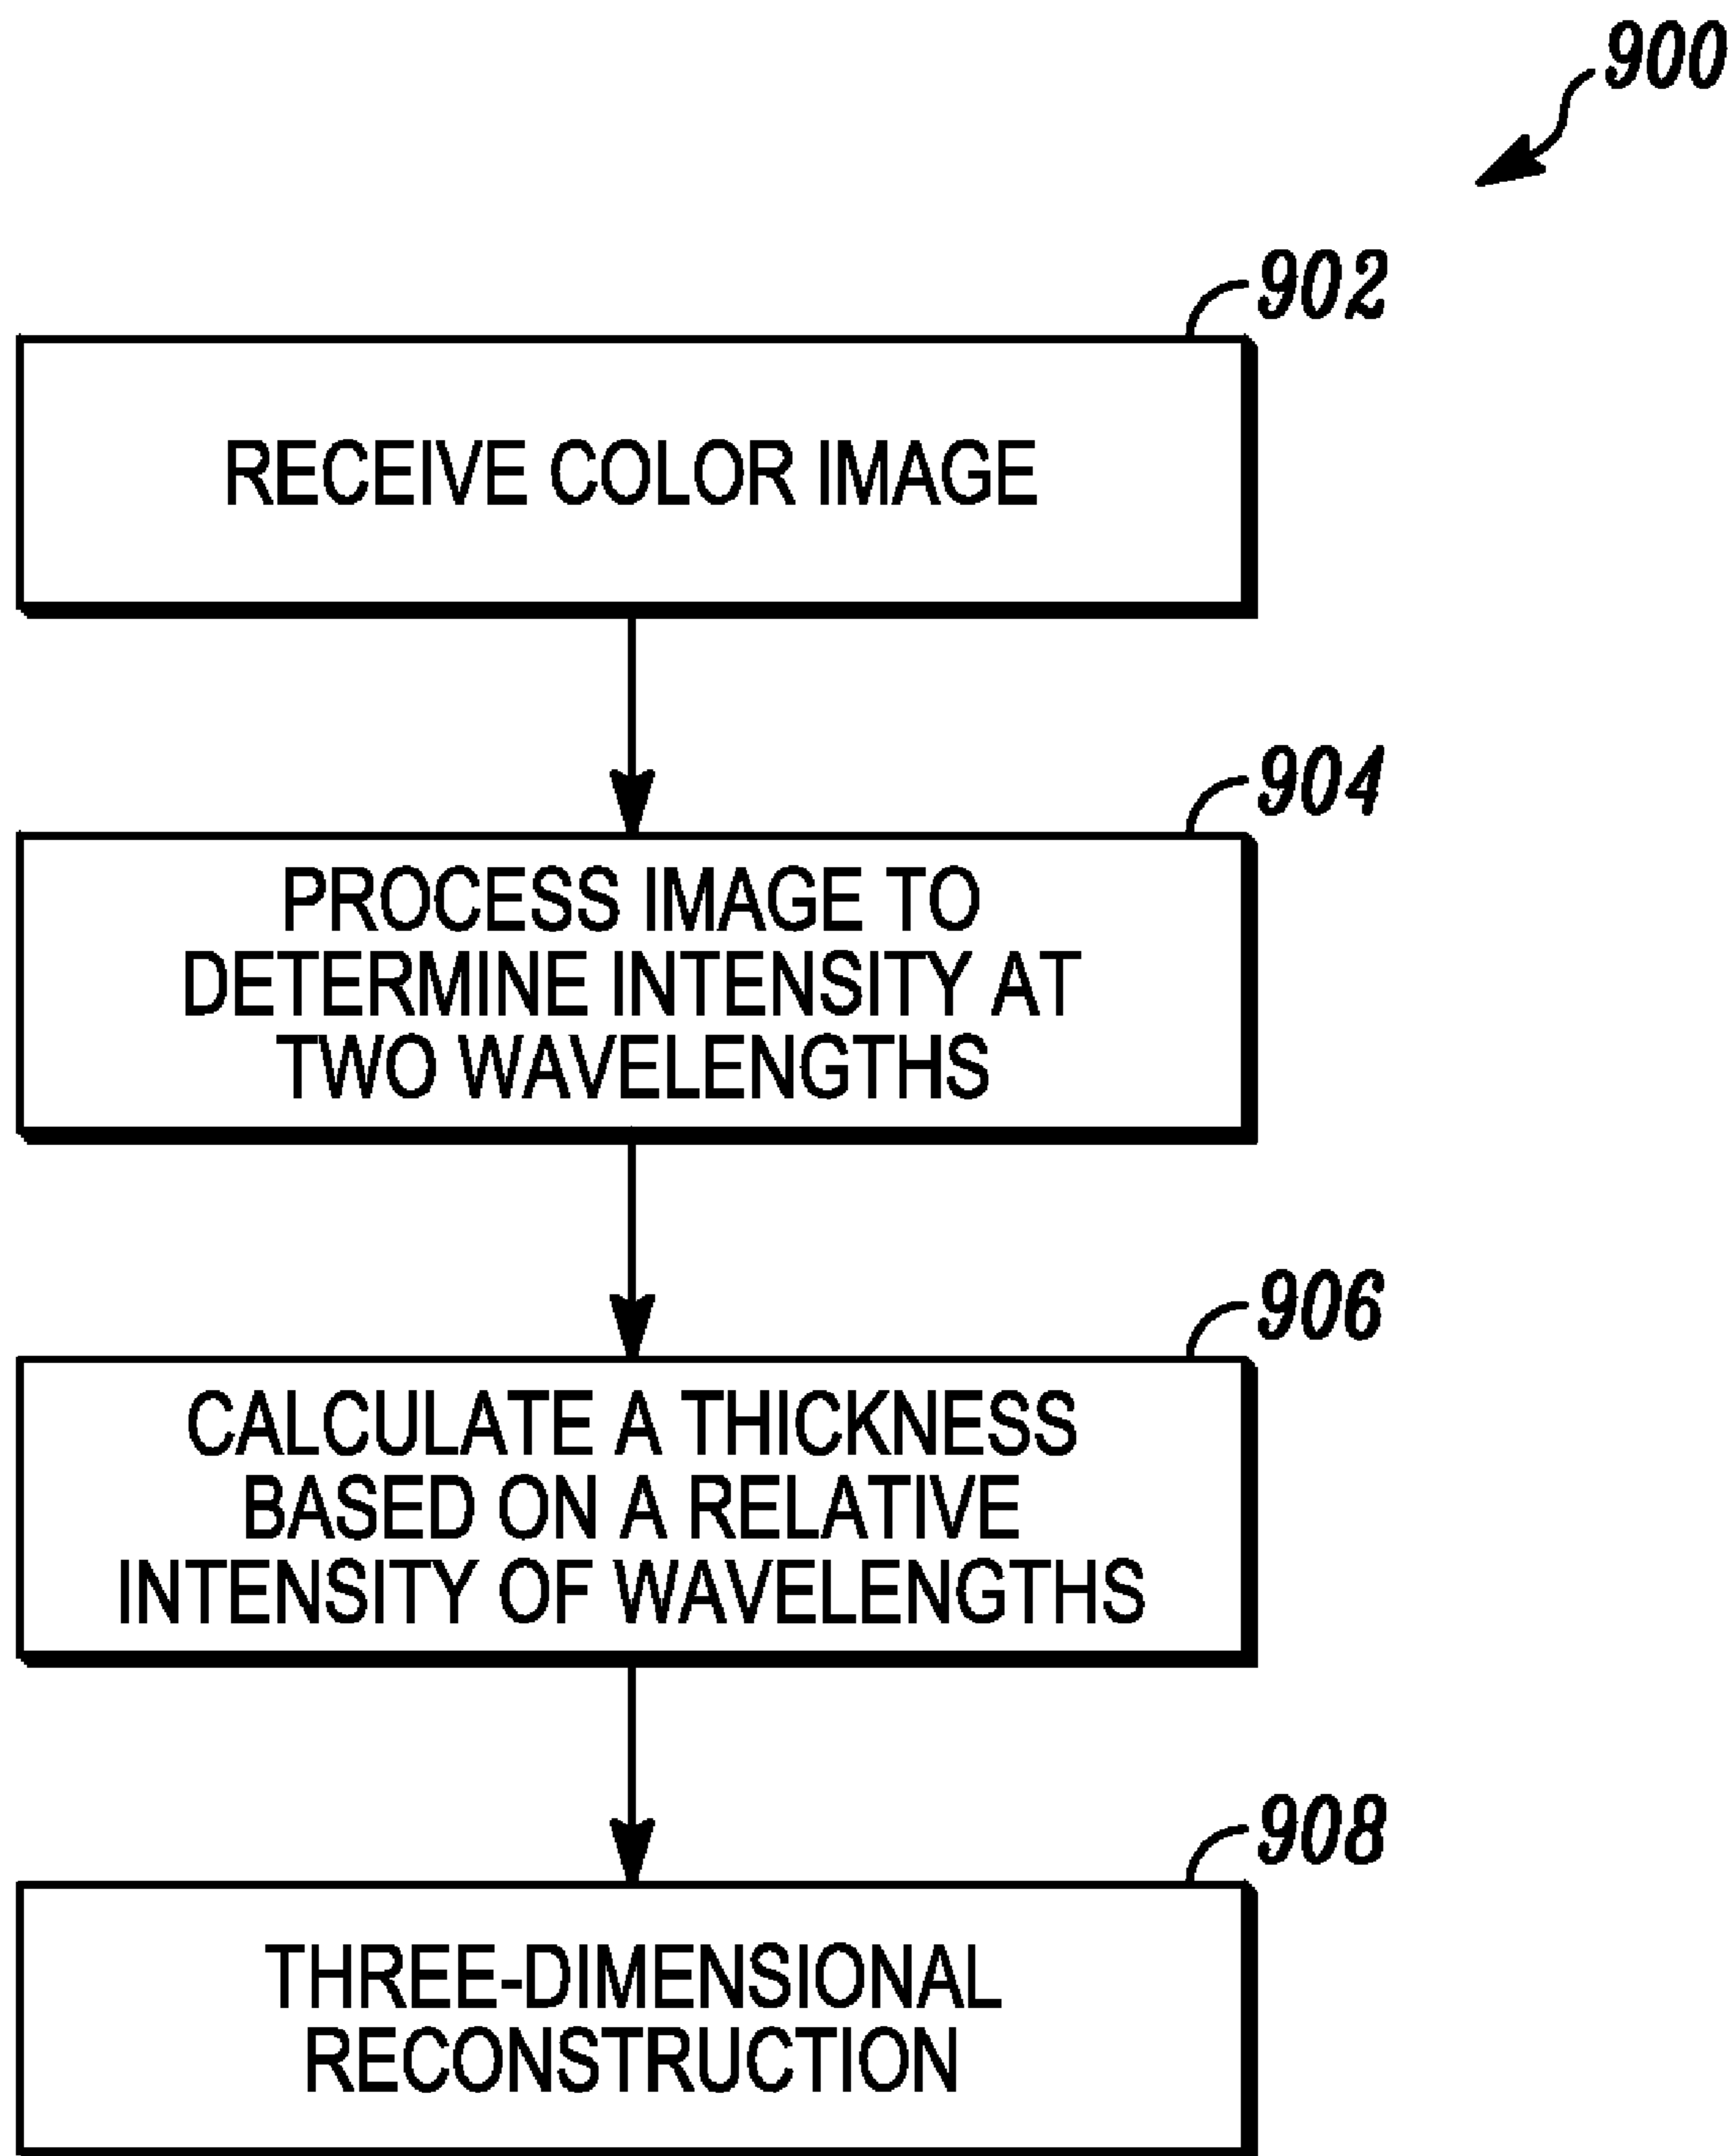 900
902
RECEIVE COLOR IMAGE
904
PROCESS IMAGE TO
DETERMINE INTENSITY AT
TWO WAVELENGTHS
906
CALCULATE A THICKNESS
BASED ON A RELATIVE
INTENSITY OF WAVELENGTHS
908
THREE-DIMENSIONAL
RECONSTRUCTION